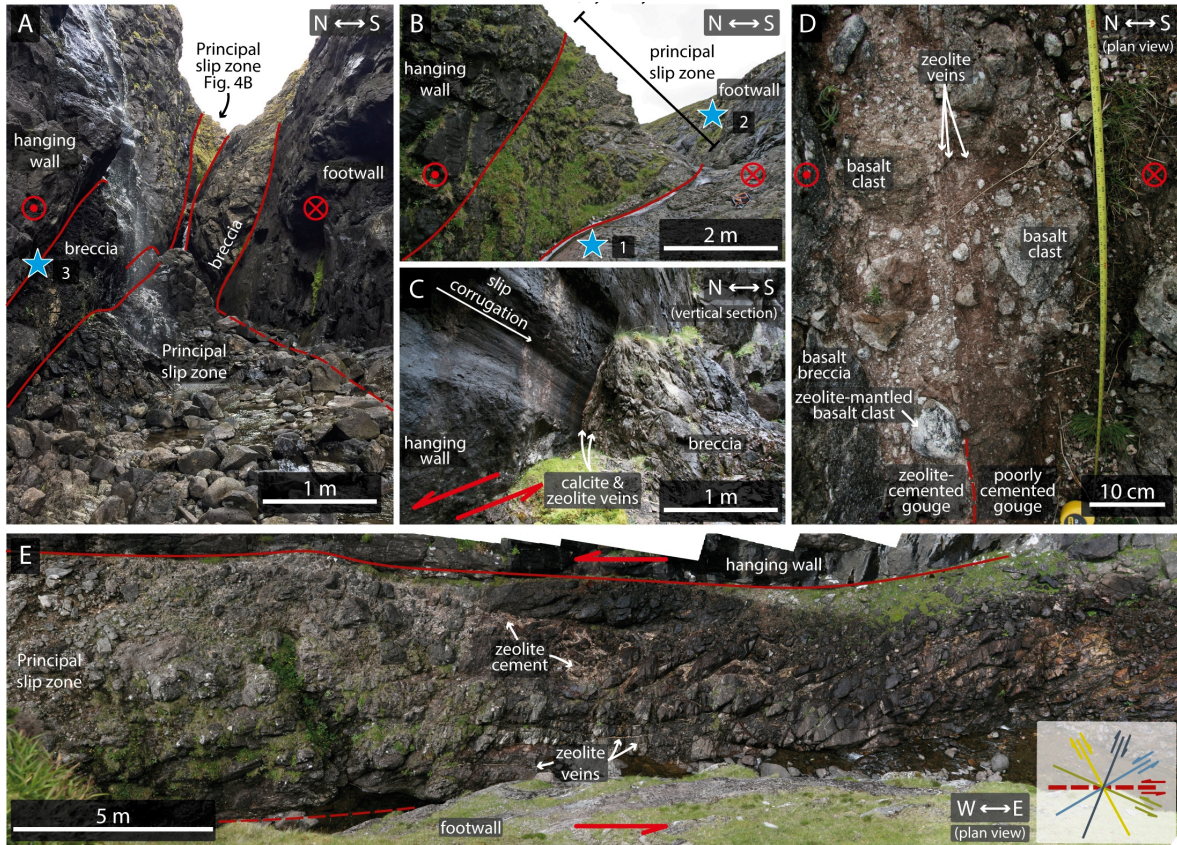 A
N ↔ S
Principal
slip zone
Fig. 4B
hanging
wall
footwall
breccia
breccia
3
Principal
slip zone
1 m
B
N ↔ S
hanging
wall
principal
slip zone
footwall
2
1
2 m
C
N ↔ S
(vertical section)
slip
corrugation
hanging
wall
breccia
calcite &
zeolite veins
1 m
D
N ↔ S
(plan view)
zeolite
veins
basalt
clast
basalt
clast
basalt
breccia
zeolite-mantled
basalt clast
zeolite-
cemented
gouge
poorly
cemented
gouge
10 cm
E
hanging wall
Principal
slip zone
zeolite
cement
zeolite
veins
5 m
footwall
W ↔ E
(plan view)